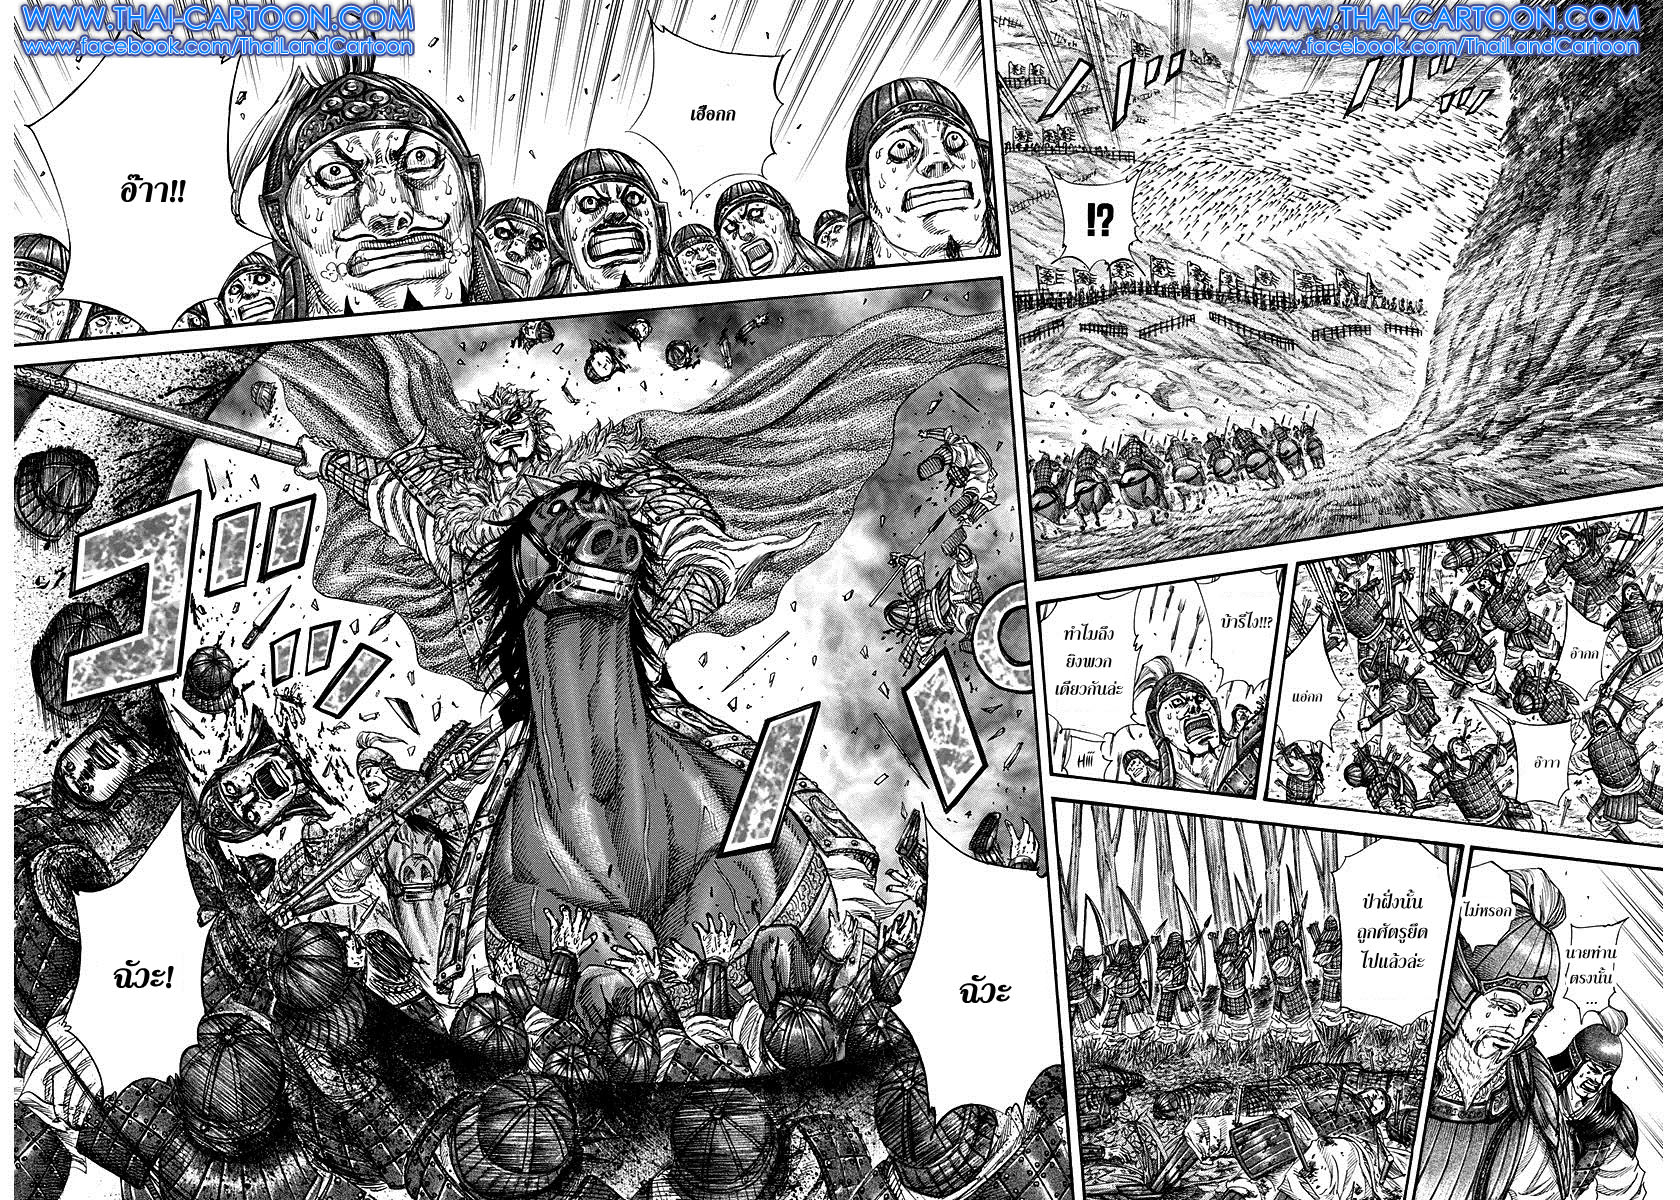 WWW.THAI-CARTOON.COM
www.facebook.com/ThaiLandCartoon
WWW.THAI-CARTOON.COM
www.facebook.com/ThaiLandCartoon
!?
อ๊ากก
แฮ่กก
อ๊าาา
บ้ารึไง!!?
ทำไมถึง
ยิงพวก
เดียวกันล่ะ
นายท่าน
ตรงนั้น
...
ไม่หรอก
ป่าฝั่งนั้น
ถูกศัตรูยึด
ไปแล้วล่ะ
เฮือกก
อ๊าา!!
ฉัวะ
ฉัวะ!